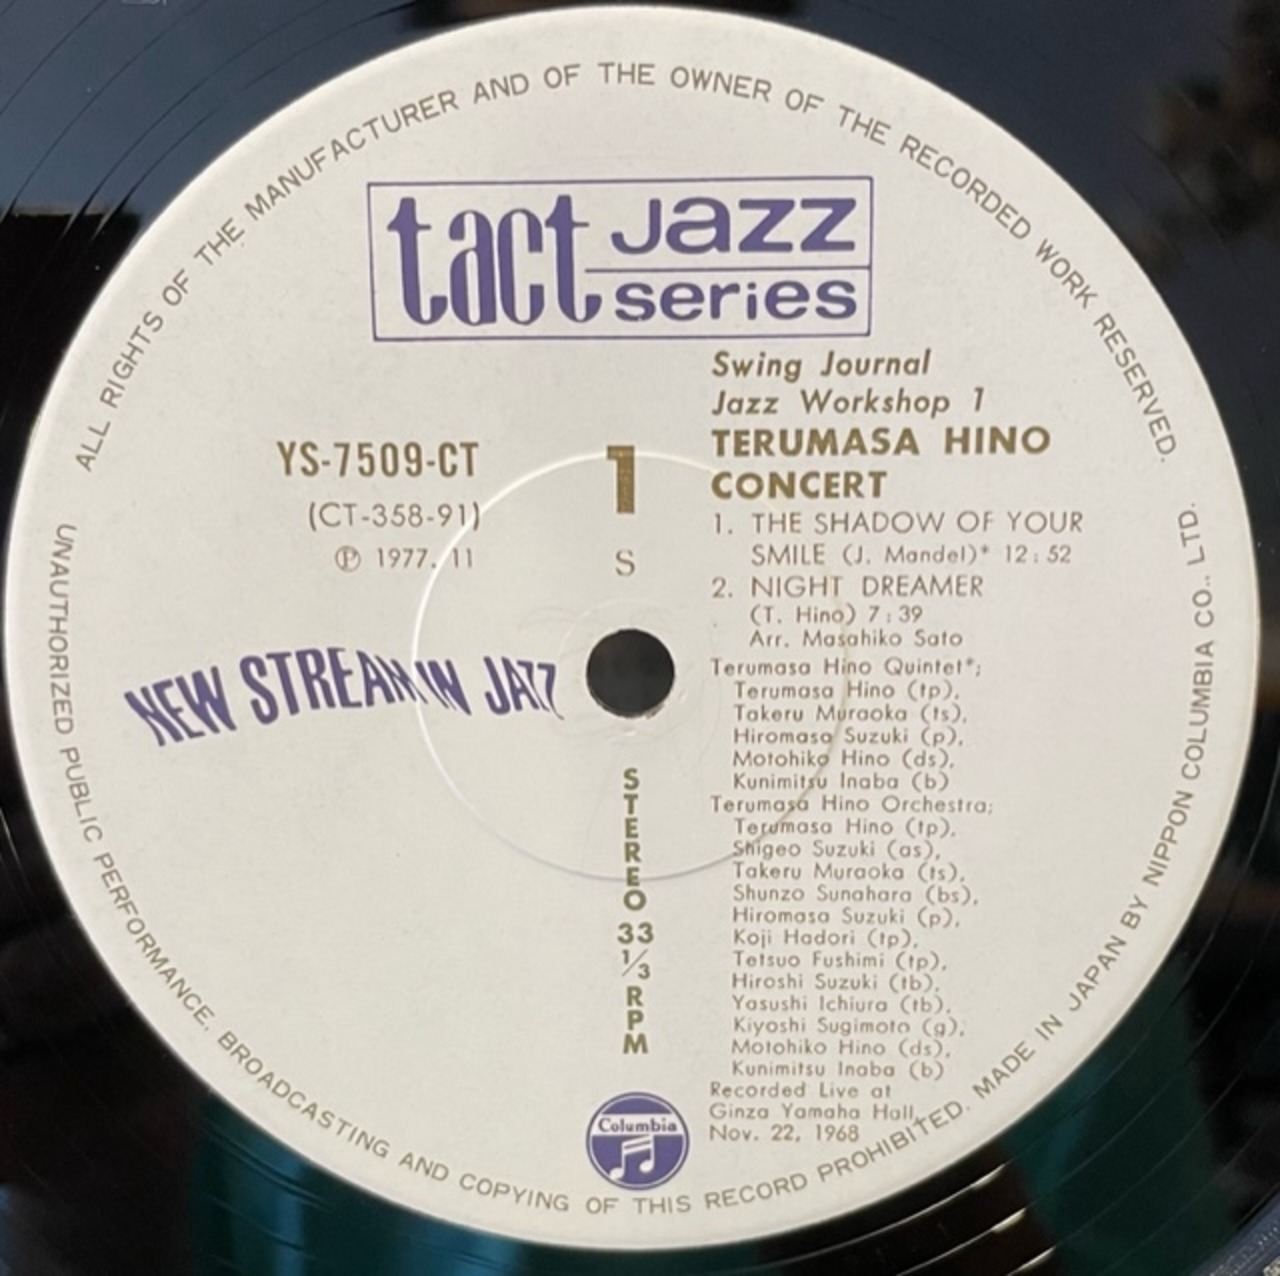 ALL RIGHTS OF THE MANUFACTURER AND OF THE OWNER OF THE RECORDED WORK RESERVED.
tact Jazz series
Swing Journal
Jazz Workshop 1
TERUMASA HINO
CONCERT
YS-7509-CT
(CT-358-91)
Ⓟ 1977. 11
1
S
1. THE SHADOW OF YOUR
SMILE (J. Mandel)* 12:52
2. NIGHT DREAMER
(T. Hino) 7:39
Arr. Masahiko Sato
NEW STREAM IN JAZZ
Terumasa Hino Quintet*;
Terumasa Hino (tp),
Takeru Muraoka (ts),
Hiromasa Suzuki (p),
Motohiko Hino (ds),
Kunimitsu Inaba (b)
Terumasa Hino Orchestra;
Terumasa Hino (tp),
Shigeo Suzuki (as),
Takeru Muraoka (ts),
Shunzo Sunahara (bs),
Hiromasa Suzuki (p),
Koji Hadori (tp),
Tetsuo Fushimi (tp),
Hiroshi Suzuki (tb),
Yasushi Ichiura (tb),
Kiyoshi Sugimoto (g),
Motohiko Hino (ds),
Kunimitsu Inaba (b)
Recorded Live at
Ginza Yamaha Hall,
Nov. 22, 1968
STEREO 33 1/3 RPM
Columbia
UNAUTHORIZED PUBLIC PERFORMANCE, BROADCASTING AND COPYING OF THIS RECORD PROHIBITED. MADE IN JAPAN BY NIPPON COLUMBIA CO., LTD.